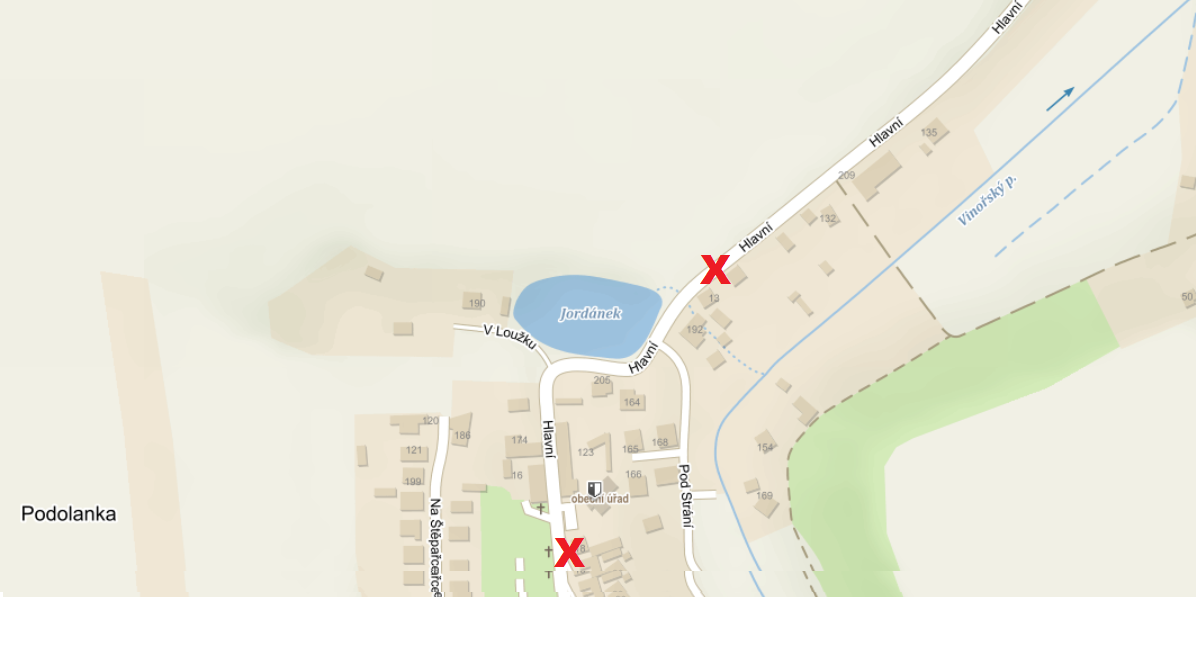 Hlavní
Hlavní
135
209
Vinořský p.
132
Hlavní
50
190
13
Jordánek
V Loužku
192
Hlavní
205
164
120
186
Hlavní
174
168
121
123
165
154
16
166
199
Pod Strání
169
obecní úřad
Podolanka
Na Štěpařce
X
X